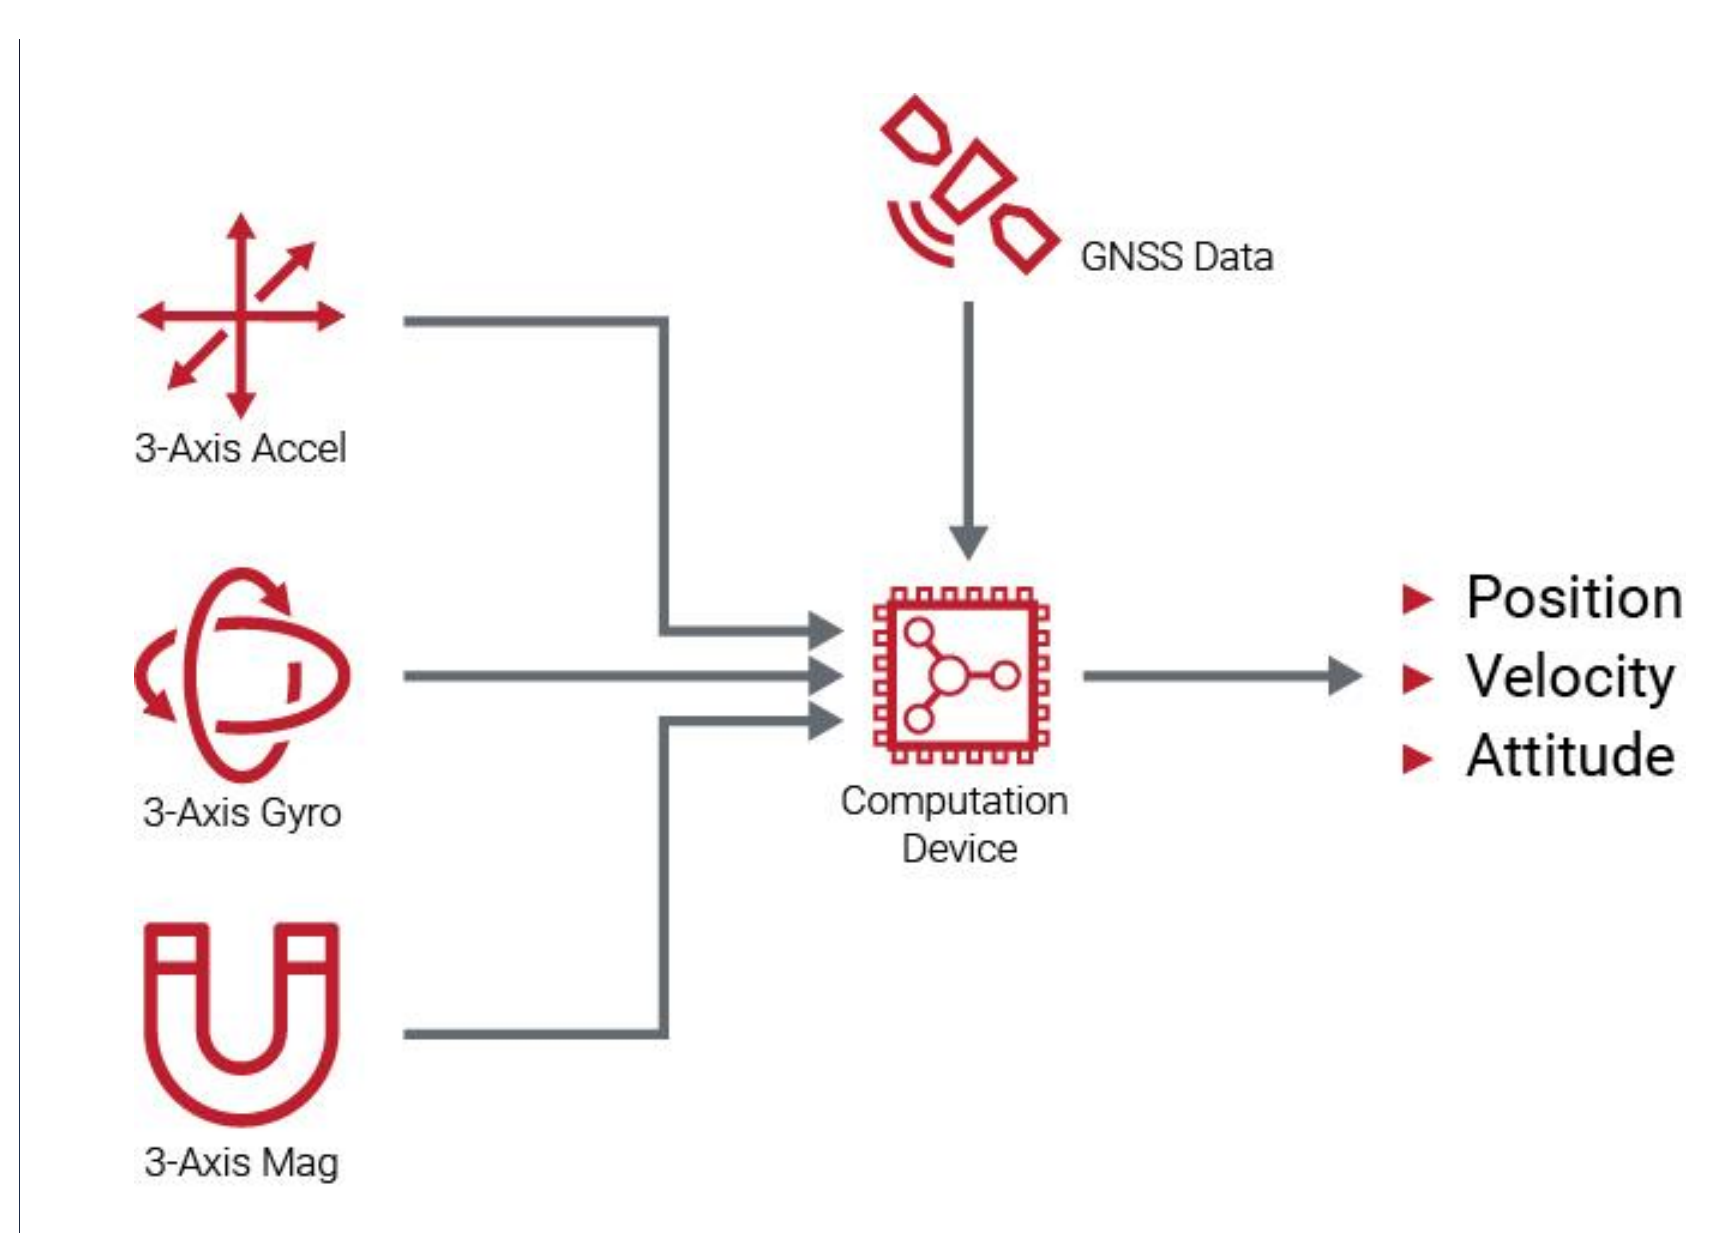 GNSS Data
3-Axis Accel
3-Axis Gyro
3-Axis Mag
Computation
Device
Position
Velocity
Attitude